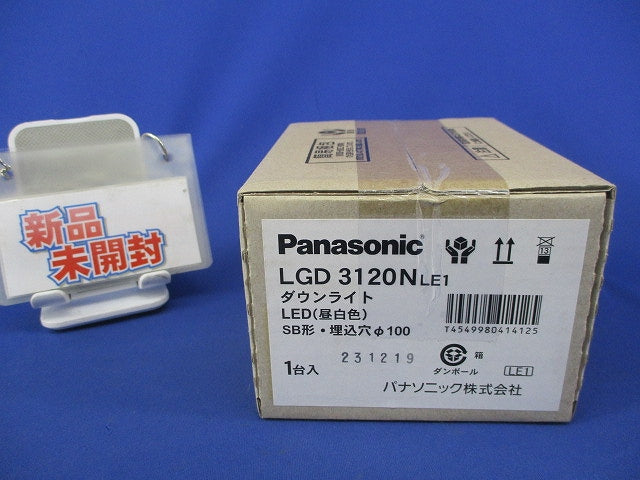 新品
未開封
Panasonic®
LGD 3120N LE1
ダウンライト
LED(昼白色)
SB形・埋込穴φ100
13
T4549980414125
1台入
231219
箱
ダンボール
LE1
パナソニック株式会社